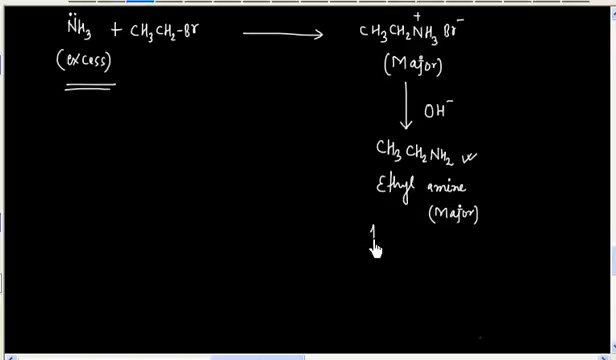 N̈H₃ + CH₃CH₂-Br ⟶ CH₃CH₂N⁺H₃ Br⁻
(excess)
(Major)
OH⁻
CH₃CH₂NH₂
Ethyl amine
(Major)
1